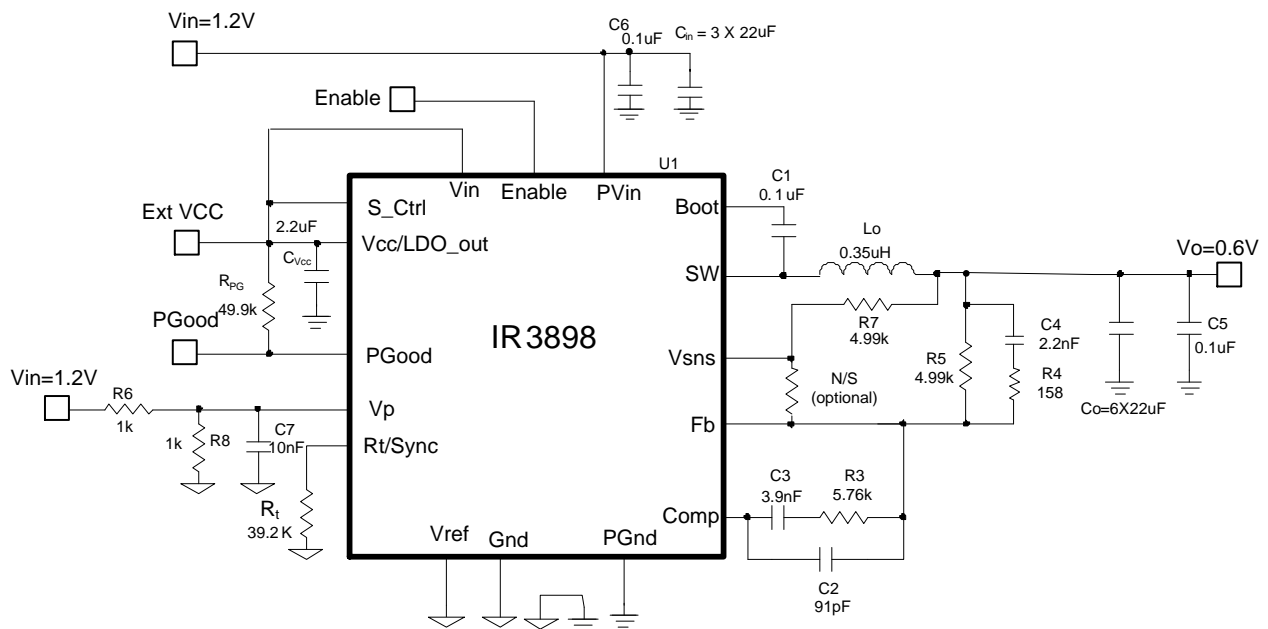 Vin=1.2V
C6
0.1uF
Cin = 3 X 22uF
Enable
U1
Vin
Enable
PVin
C1
0.1uF
Boot
S_Ctrl
Ext VCC
2.2uF
Vcc/LDO_out
CVcc
Lo
0.35uH
SW
Vo=0.6V
RPG
49.9k
PGood
PGood
IR3898
R7
4.99k
Vsns
C4
2.2nF
C5
0.1uF
R5
4.99k
R4
158
N/S
(optional)
Co=6X22uF
Vin=1.2V
R6
1k
Vp
Fb
1k
R8
C7
10nF
Rt/Sync
C3
3.9nF
R3
5.76k
Rt
39.2K
Comp
Vref
Gnd
PGnd
C2
91pF